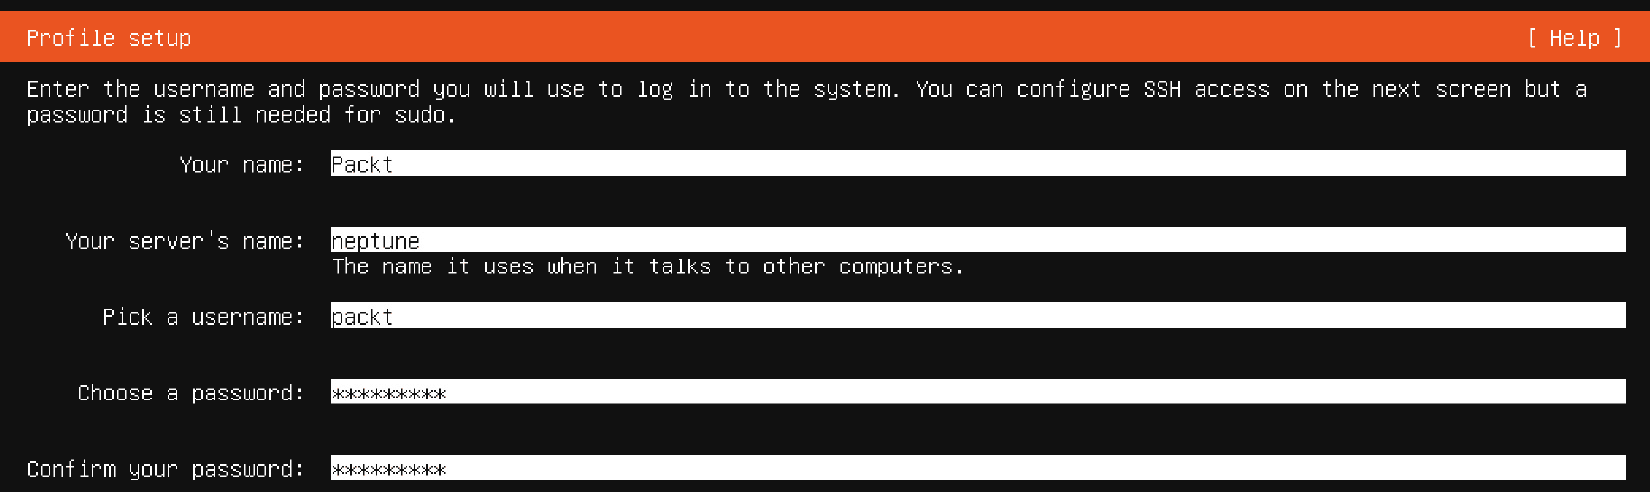 Profile setup [ Help ]
Enter the username and password you will use to log in to the system. You can configure SSH access on the next screen but a
password is still needed for sudo.
Your name: Packt
Your server's name: neptune
The name it uses when it talks to other computers.
Pick a username: packt
Choose a password: *********
Confirm your password: *********